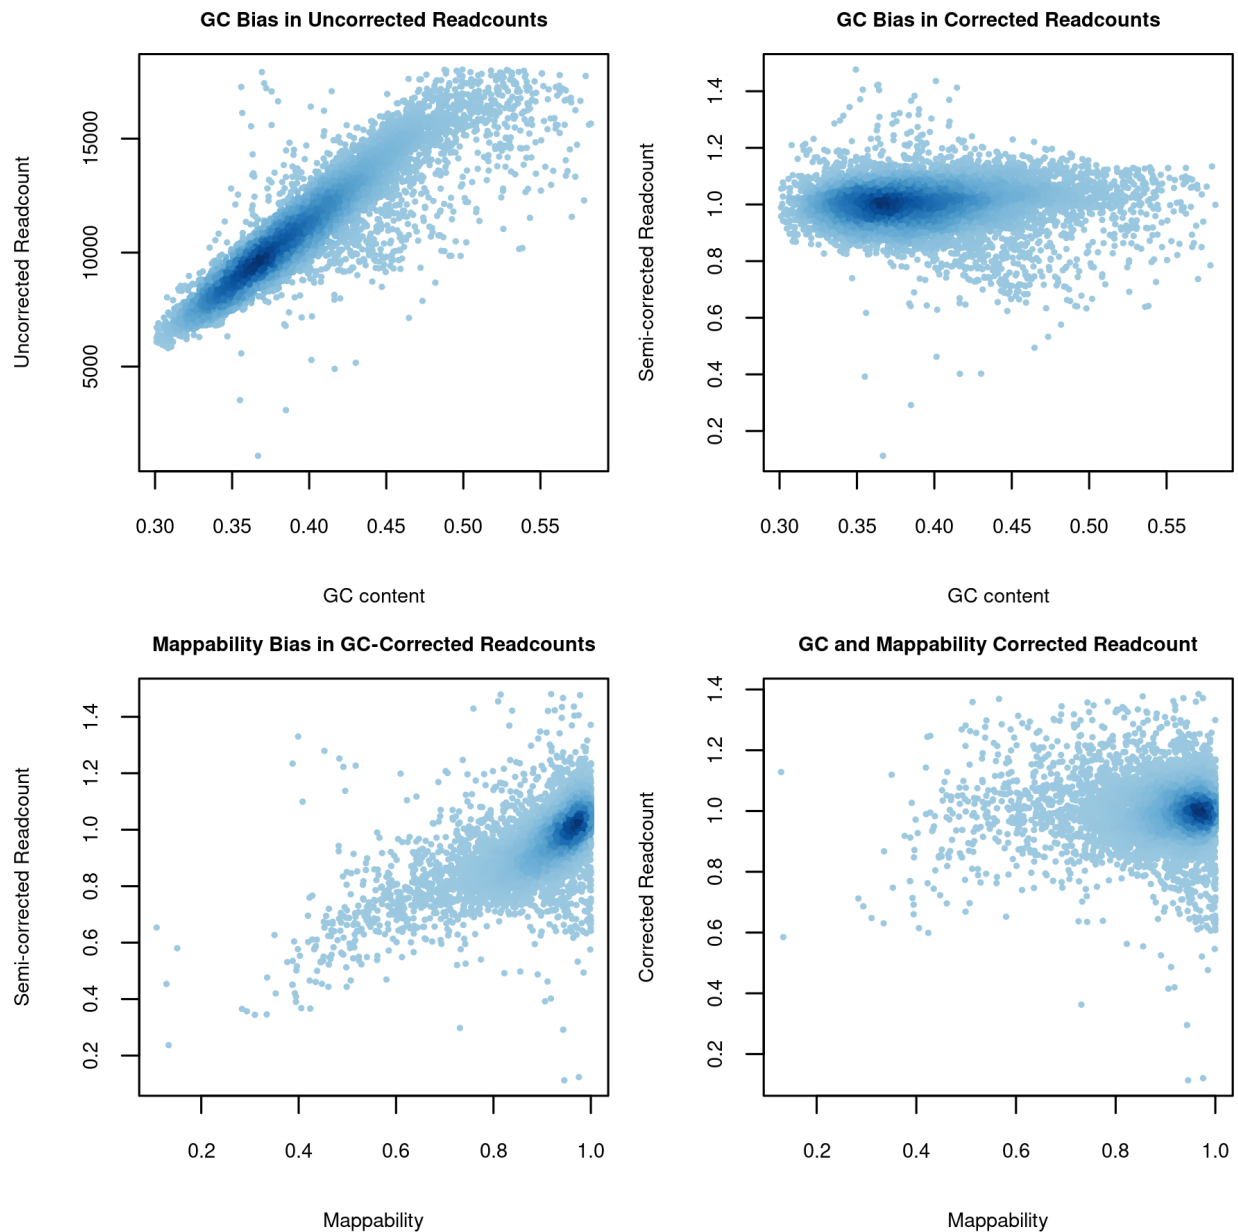 GC Bias in Uncorrected Readcounts
Uncorrected Readcount
15000
10000
5000
0.30 0.35 0.40 0.45 0.50 0.55
GC content
GC Bias in Corrected Readcounts
Semi-corrected Readcount
1.4
1.2
1.0
0.8
0.6
0.4
0.2
0.30 0.35 0.40 0.45 0.50 0.55
GC content
Mappability Bias in GC-Corrected Readcounts
Semi-corrected Readcount
1.4
1.2
1.0
0.8
0.6
0.4
0.2
0.2 0.4 0.6 0.8 1.0
Mappability
GC and Mappability Corrected Readcount
Corrected Readcount
1.4
1.2
1.0
0.8
0.6
0.4
0.2
0.2 0.4 0.6 0.8 1.0
Mappability